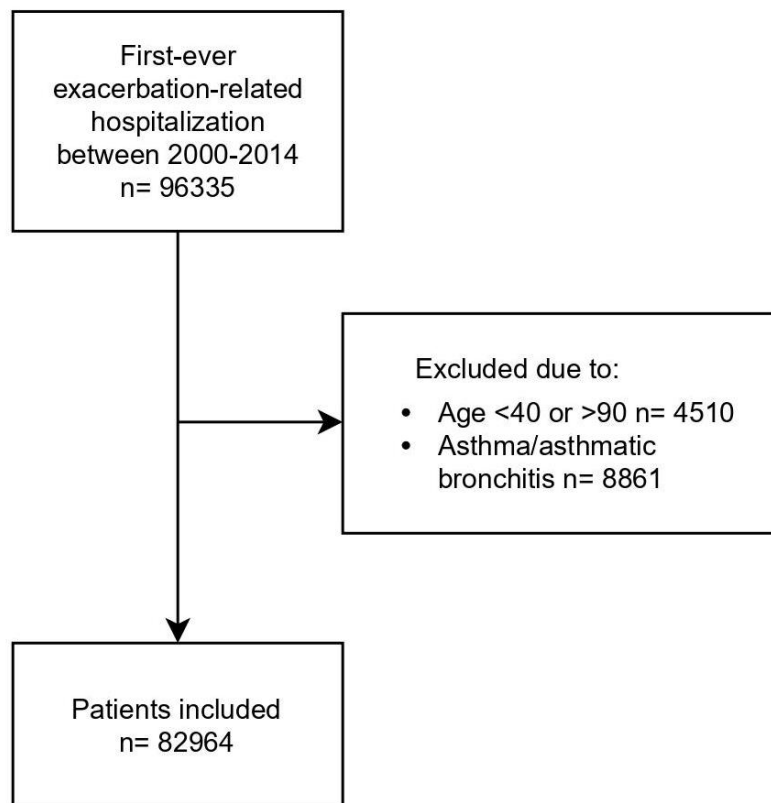 First-ever
exacerbation-related
hospitalization
between 2000-2014
n= 96335
Excluded due to:
• Age <40 or >90 n= 4510
• Asthma/asthmatic
bronchitis n= 8861
Patients included
n= 82964